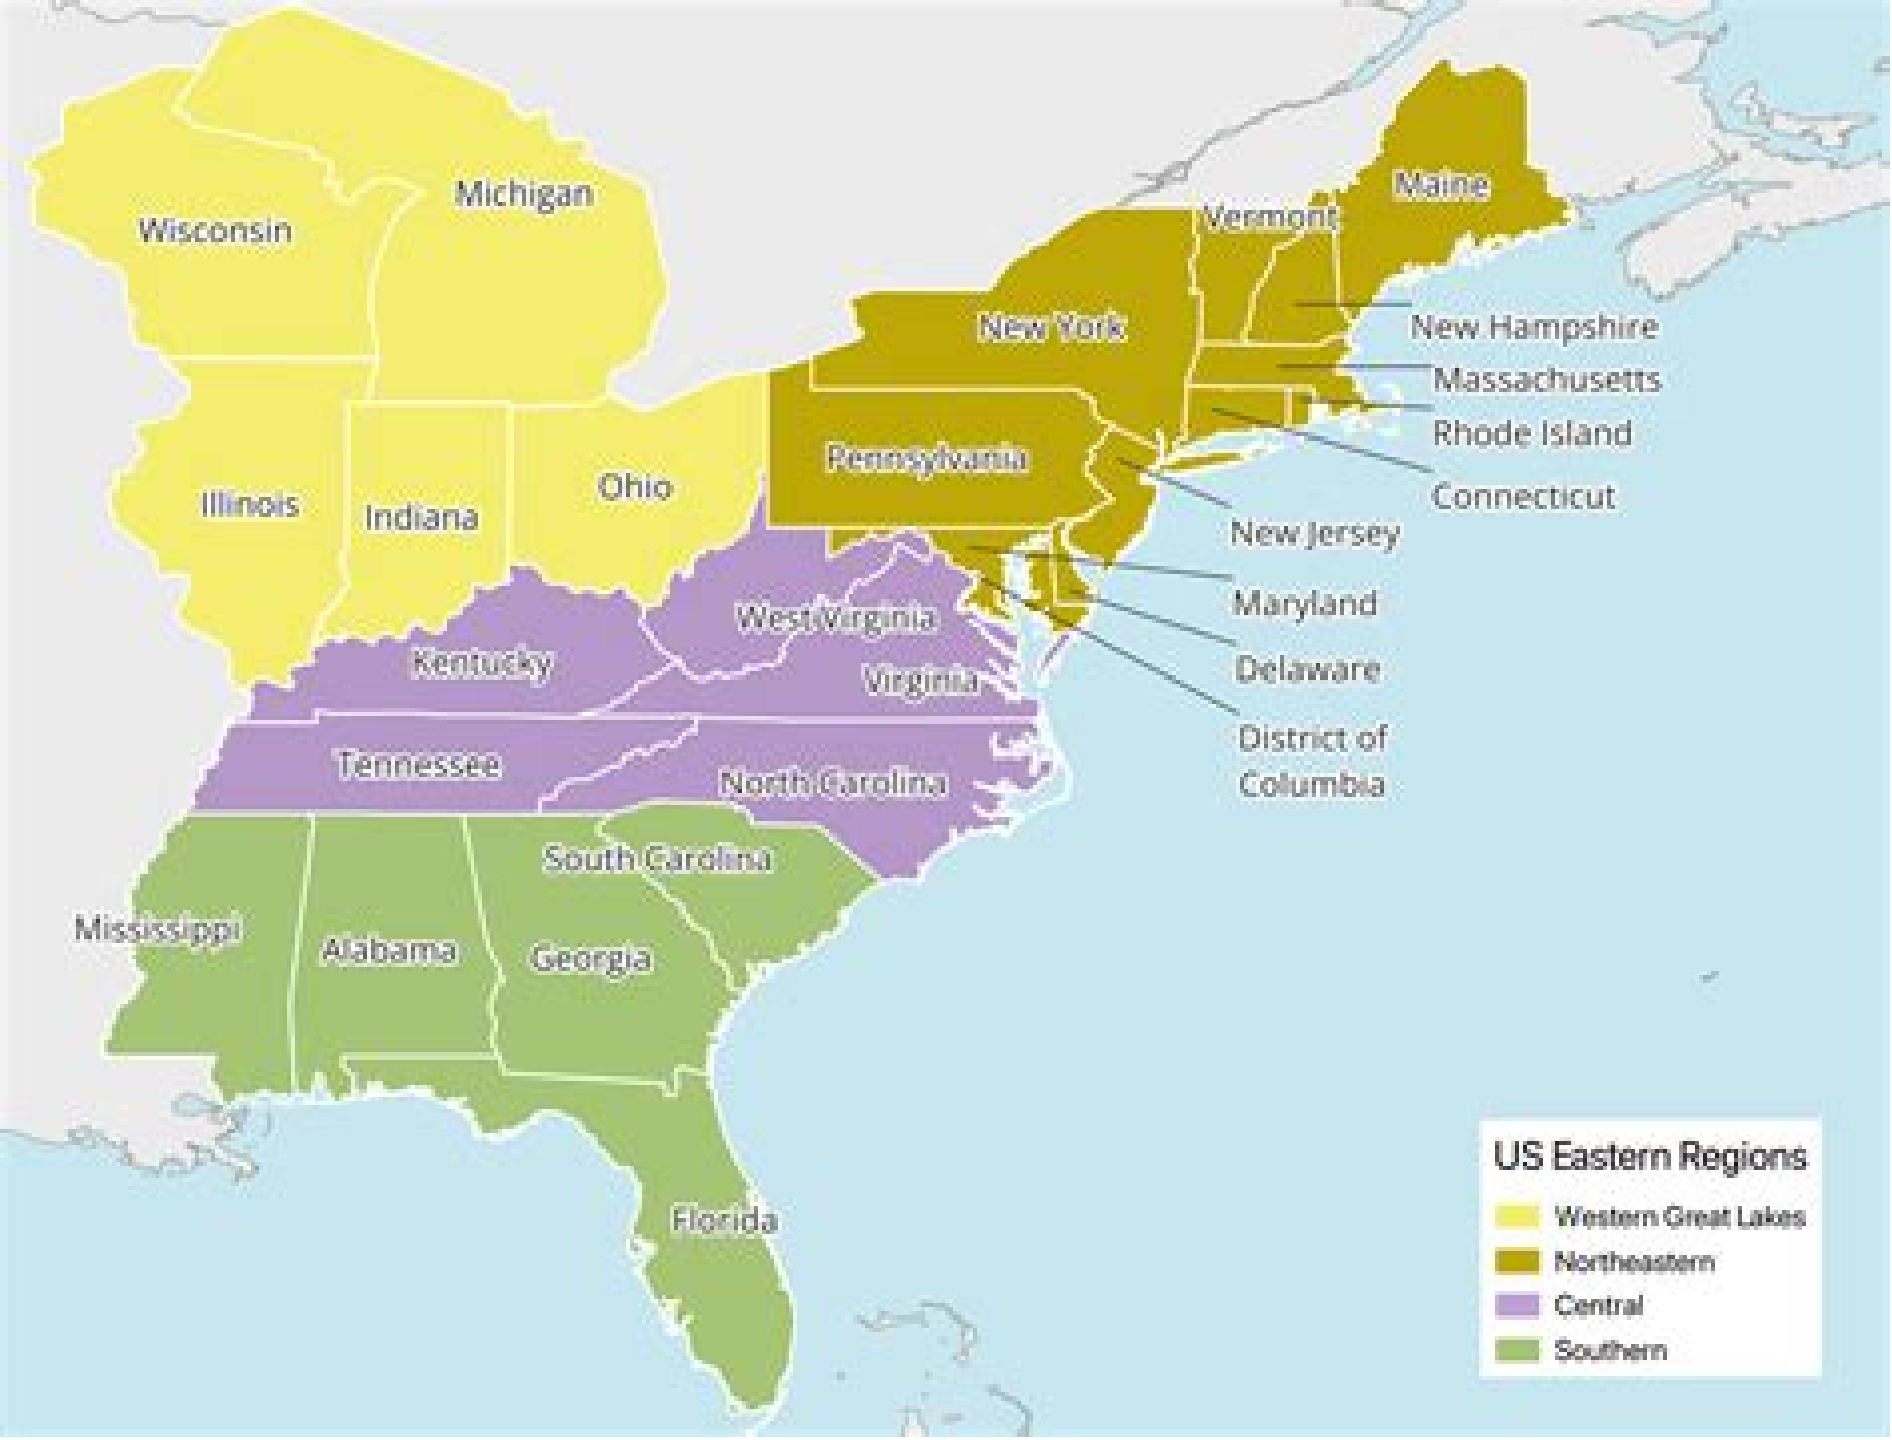 Michigan
Wisconsin
Maine
Vermont
New York
New Hampshire
Massachusetts
Rhode Island
Connecticut
Pennsylvania
Ohio
Illinois
Indiana
New Jersey
Maryland
Delaware
District of
Columbia
West Virginia
Kentucky
Virginia
Tennessee
North Carolina
South Carolina
Mississippi
Alabama
Georgia
Florida
US Eastern Regions
Western Great Lakes
Northeastern
Central
Southern